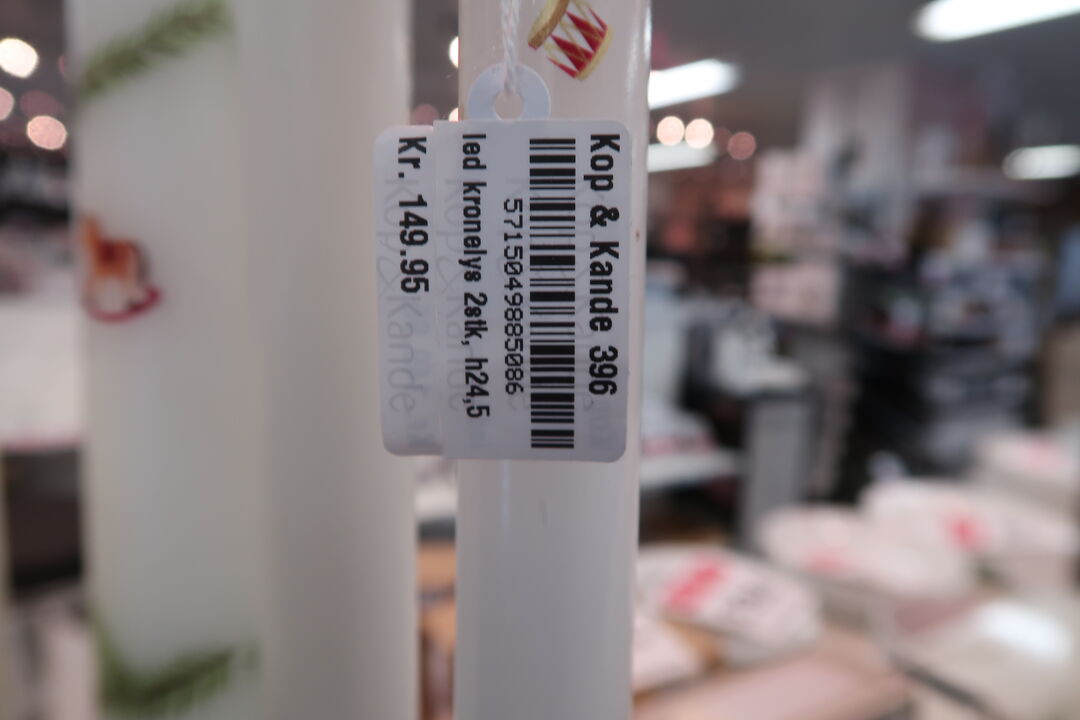 Kop & Kande 396
5715049885086
led kronelys 2stk, h24,5
Kr. 149.95